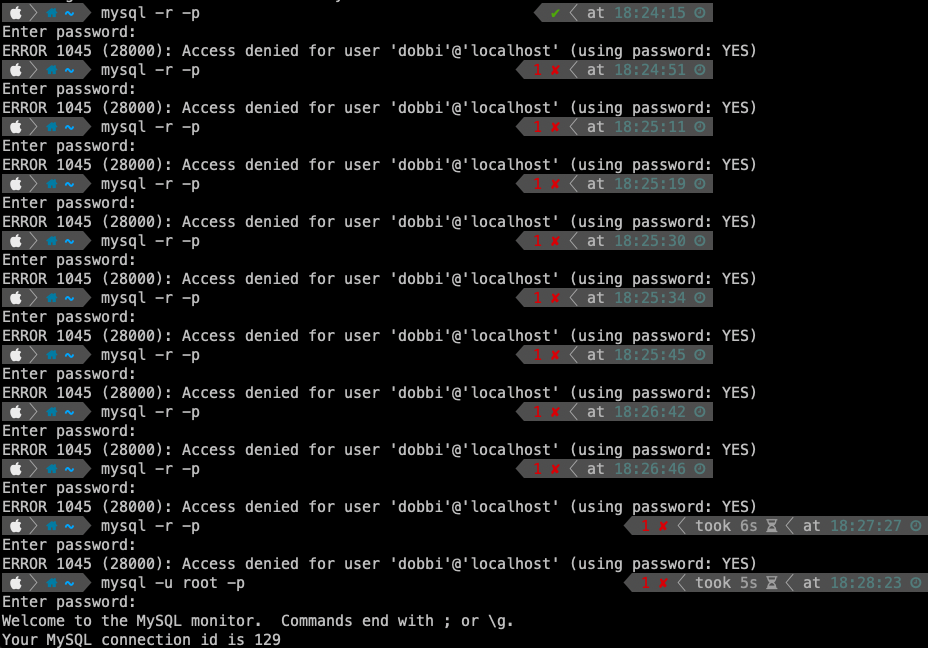 ~ mysql -r -p ✔ at 18:24:15
Enter password:
ERROR 1045 (28000): Access denied for user 'dobbi'@'localhost' (using password: YES)
~ mysql -r -p 1 ✘ at 18:24:51
Enter password:
ERROR 1045 (28000): Access denied for user 'dobbi'@'localhost' (using password: YES)
~ mysql -r -p 1 ✘ at 18:25:11
Enter password:
ERROR 1045 (28000): Access denied for user 'dobbi'@'localhost' (using password: YES)
~ mysql -r -p 1 ✘ at 18:25:19
Enter password:
ERROR 1045 (28000): Access denied for user 'dobbi'@'localhost' (using password: YES)
~ mysql -r -p 1 ✘ at 18:25:30
Enter password:
ERROR 1045 (28000): Access denied for user 'dobbi'@'localhost' (using password: YES)
~ mysql -r -p 1 ✘ at 18:25:34
Enter password:
ERROR 1045 (28000): Access denied for user 'dobbi'@'localhost' (using password: YES)
~ mysql -r -p 1 ✘ at 18:25:45
Enter password:
ERROR 1045 (28000): Access denied for user 'dobbi'@'localhost' (using password: YES)
~ mysql -r -p 1 ✘ at 18:26:42
Enter password:
ERROR 1045 (28000): Access denied for user 'dobbi'@'localhost' (using password: YES)
~ mysql -r -p 1 ✘ at 18:26:46
Enter password:
ERROR 1045 (28000): Access denied for user 'dobbi'@'localhost' (using password: YES)
~ mysql -r -p 1 ✘ took 6s at 18:27:27
Enter password:
ERROR 1045 (28000): Access denied for user 'dobbi'@'localhost' (using password: YES)
~ mysql -u root -p 1 ✘ took 5s at 18:28:23
Enter password:
Welcome to the MySQL monitor.  Commands end with ; or \g.
Your MySQL connection id is 129